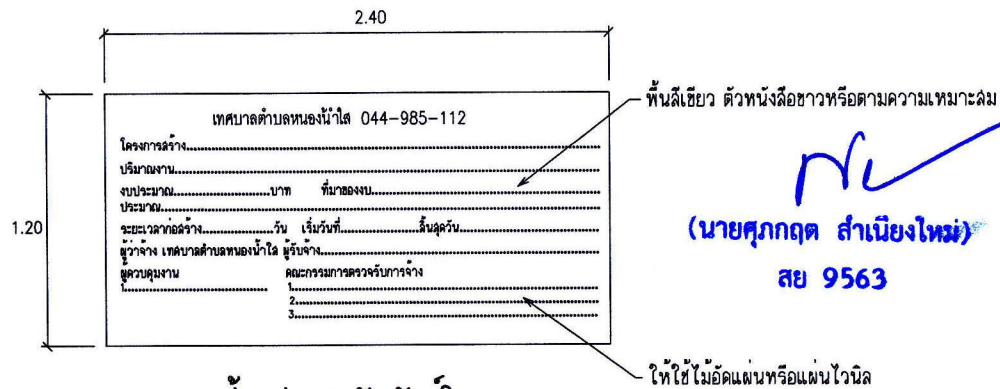 2.40
1.20
เทศบาลตำบลหนองน้ำใส 044-985-112
โครงการสร้าง
ปริมาณงาน
งบประมาณ บาท ที่มาของงบ
ประมาณ
ระยะเวลาก่อสร้าง วัน เริ่มวันที่ สิ้นสุดวัน
ผู้ว่าจ้าง เทศบาลตำบลหนองน้ำใส ผู้รับจ้าง
ผู้ควบคุมงาน คณะกรรมการตรวจรับการจ้าง
1. 1.
2.
3.
พื้นสีเขียว ตัวหนังสือขาวหรือตามความเหมาะสม
(นายศุภกฤต สำเนียงใหม่)
สย 9563
ให้ใช้ไม้อัดแผ่นหรือแผ่นไวนิล